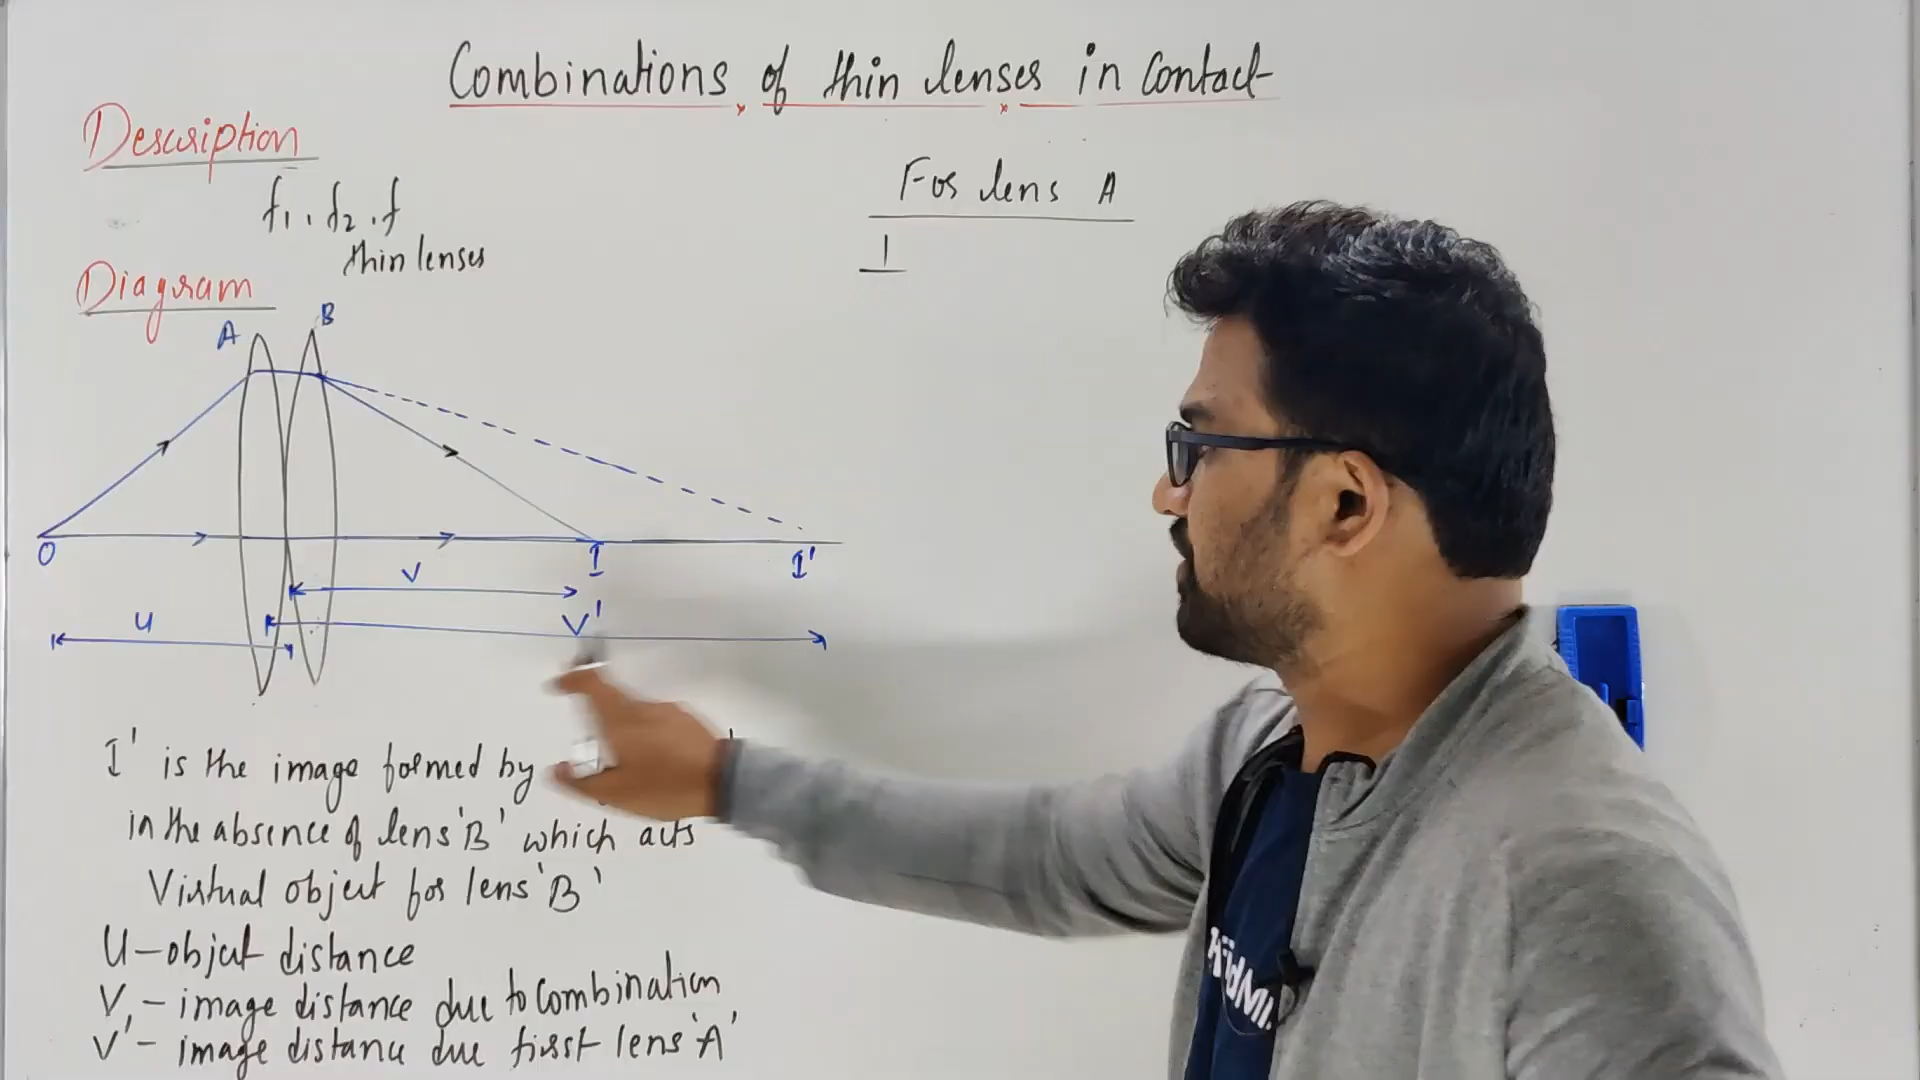 Combinations of thin lenses in Contact
Description
f1, f2, f
thin lenses
Diagram
A
B
O
I
I'
V
V'
U
I' is the image formed by
in the absence of lens 'B' which acts
Virtual object for lens 'B'
U - object distance
V - image distance due to Combination
V' - image distance due first lens 'A'
For lens A
1